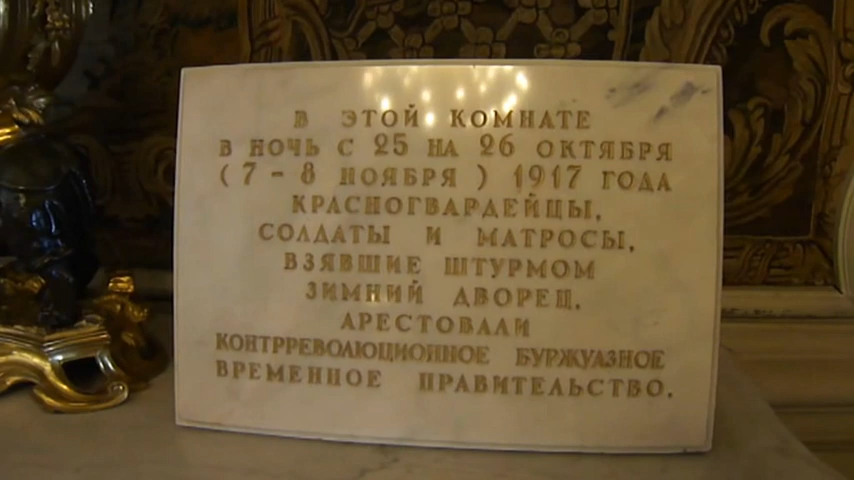 В ЭТОЙ КОМНАТЕ
В НОЧЬ С 25 НА 26 ОКТЯБРЯ
( 7 - 8 НОЯБРЯ ) 1917 ГОДА
КРАСНОГВАРДЕЙЦЫ,
СОЛДАТЫ И МАТРОСЫ,
ВЗЯВШИЕ ШТУРМОМ
ЗИМНИЙ ДВОРЕЦ,
АРЕСТОВАЛИ
КОНТРРЕВОЛЮЦИОННОЕ БУРЖУАЗНОЕ
ВРЕМЕННОЕ ПРАВИТЕЛЬСТВО.